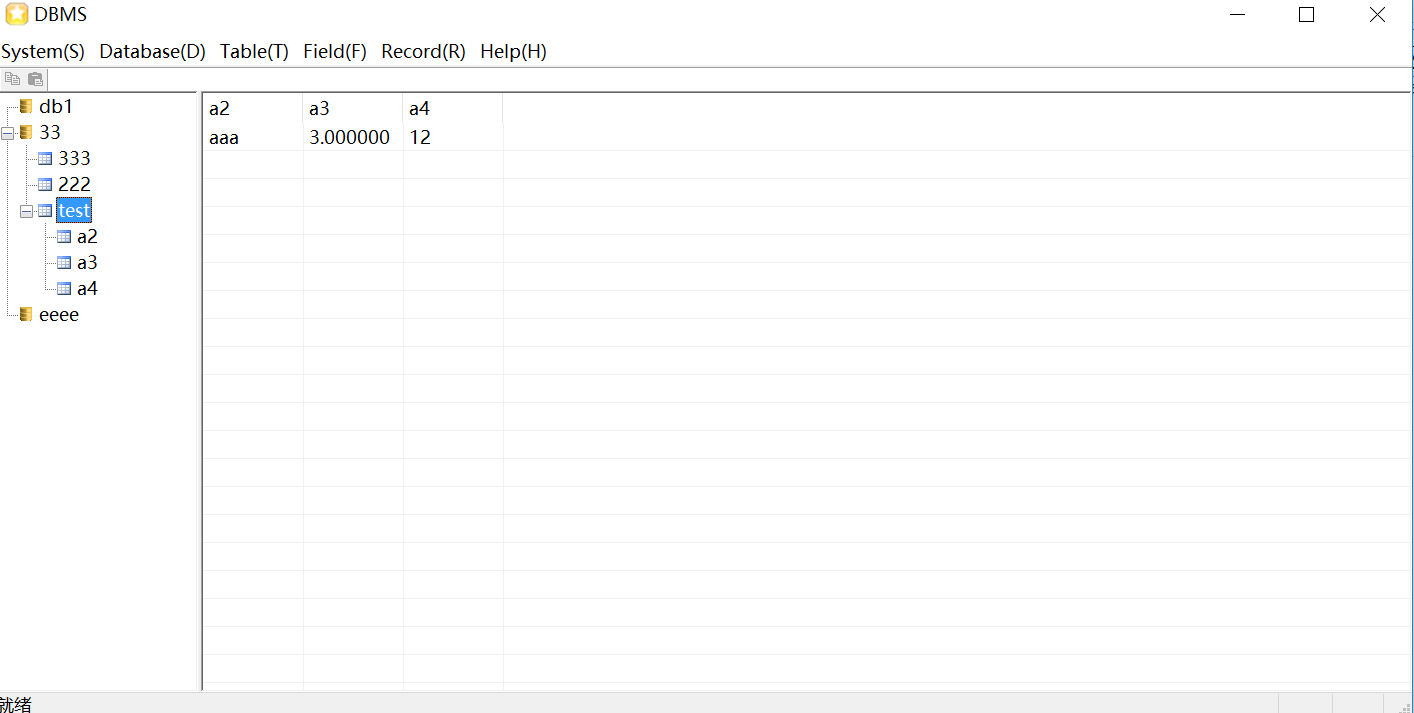 DBMS
System(S) Database(D) Table(T) Field(F) Record(R) Help(H)
db1
33
333
222
test
a2
a3
a4
eeee
a2 a3 a4
aaa 3.000000 12
就绪